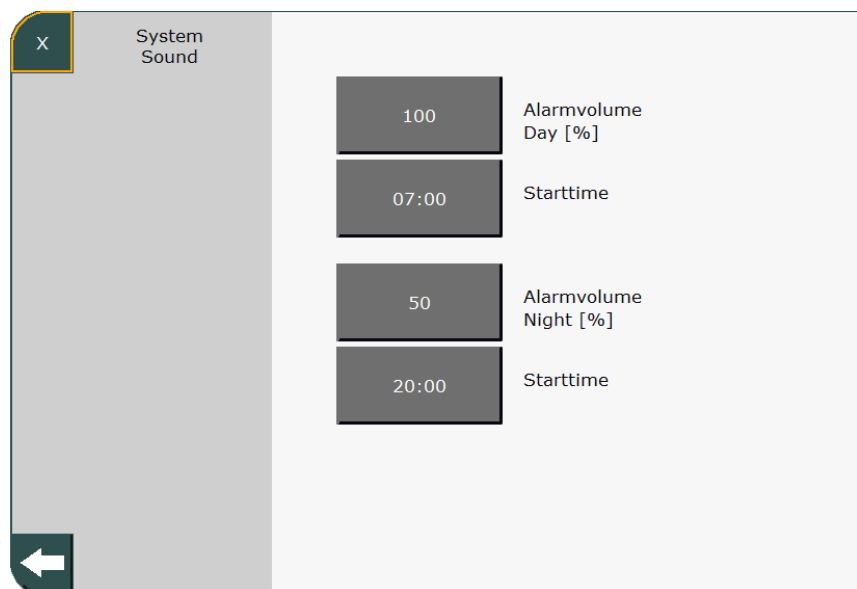 X
System
Sound
100
Alarmvolume
Day [%]
07:00
Starttime
50
Alarmvolume
Night [%]
20:00
Starttime